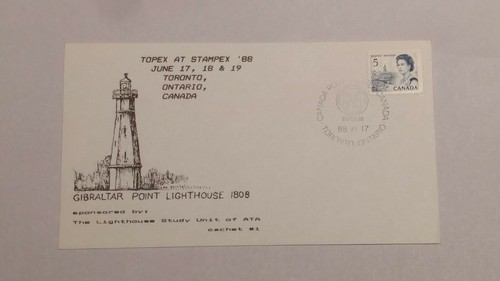 TOPEX AT STAMPEX '88
JUNE 17, 18 & 19
TORONTO,
ONTARIO,
CANADA
5
CANADA
88 VI 17
GIBRALTAR POINT LIGHTHOUSE 1808
sponsored by:
The Lighthouse Study Unit of ATA
cachet #1